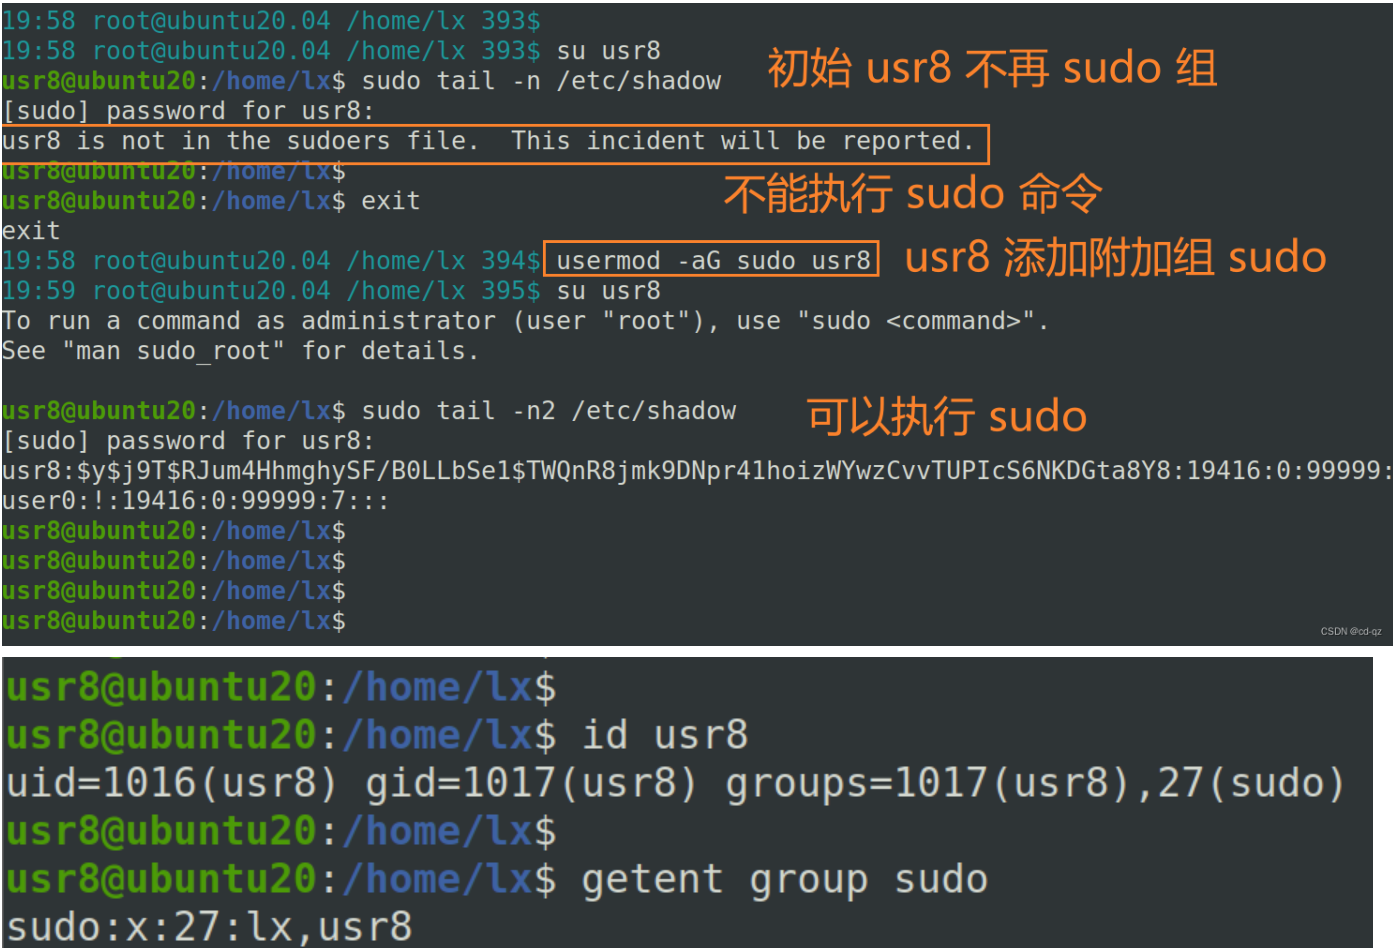 19:58 root@ubuntu20.04 /home/lx 393$
19:58 root@ubuntu20.04 /home/lx 393$ su usr8
初始 usr8 不再 sudo 组
usr8@ubuntu20:/home/lx$ sudo tail -n /etc/shadow
[sudo] password for usr8:
usr8 is not in the sudoers file.  This incident will be reported.
usr8@ubuntu20:/home/lx$
usr8@ubuntu20:/home/lx$ exit
不能执行 sudo 命令
exit
19:58 root@ubuntu20.04 /home/lx 394$ usermod -aG sudo usr8
usr8 添加附加组 sudo
19:59 root@ubuntu20.04 /home/lx 395$ su usr8
To run a command as administrator (user "root"), use "sudo <command>".
See "man sudo_root" for details.
usr8@ubuntu20:/home/lx$ sudo tail -n2 /etc/shadow
可以执行 sudo
[sudo] password for usr8:
usr8:$y$j9T$RJum4HhmghySF/B0LLbSe1$TWQnR8jmk9DNpr41hoizWYwzCvvTUPIcS6NKDGta8Y8:19416:0:99999:
user0:!:19416:0:99999:7:::
usr8@ubuntu20:/home/lx$
usr8@ubuntu20:/home/lx$
usr8@ubuntu20:/home/lx$
usr8@ubuntu20:/home/lx$
CSDN @cd-qz
usr8@ubuntu20:/home/lx$
usr8@ubuntu20:/home/lx$ id usr8
uid=1016(usr8) gid=1017(usr8) groups=1017(usr8),27(sudo)
usr8@ubuntu20:/home/lx$
usr8@ubuntu20:/home/lx$ getent group sudo
sudo:x:27:lx,usr8